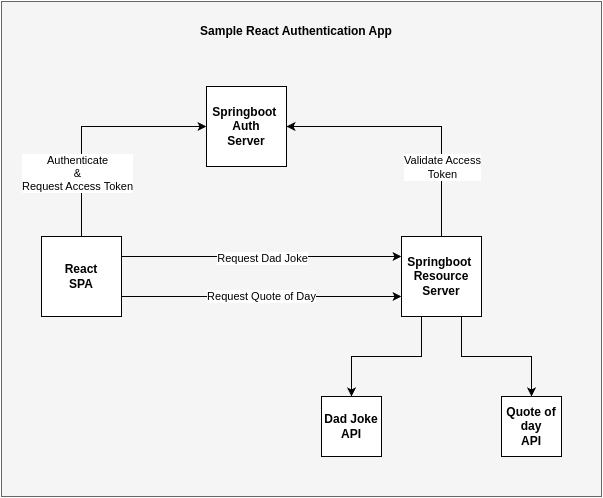 Sample React Authentication App
Springboot
Auth
Server
Authenticate
&
Request Access Token
Validate Access
Token
React
SPA
Request Dad Joke
Request Quote of Day
Springboot
Resource
Server
Dad Joke
API
Quote of
day
API